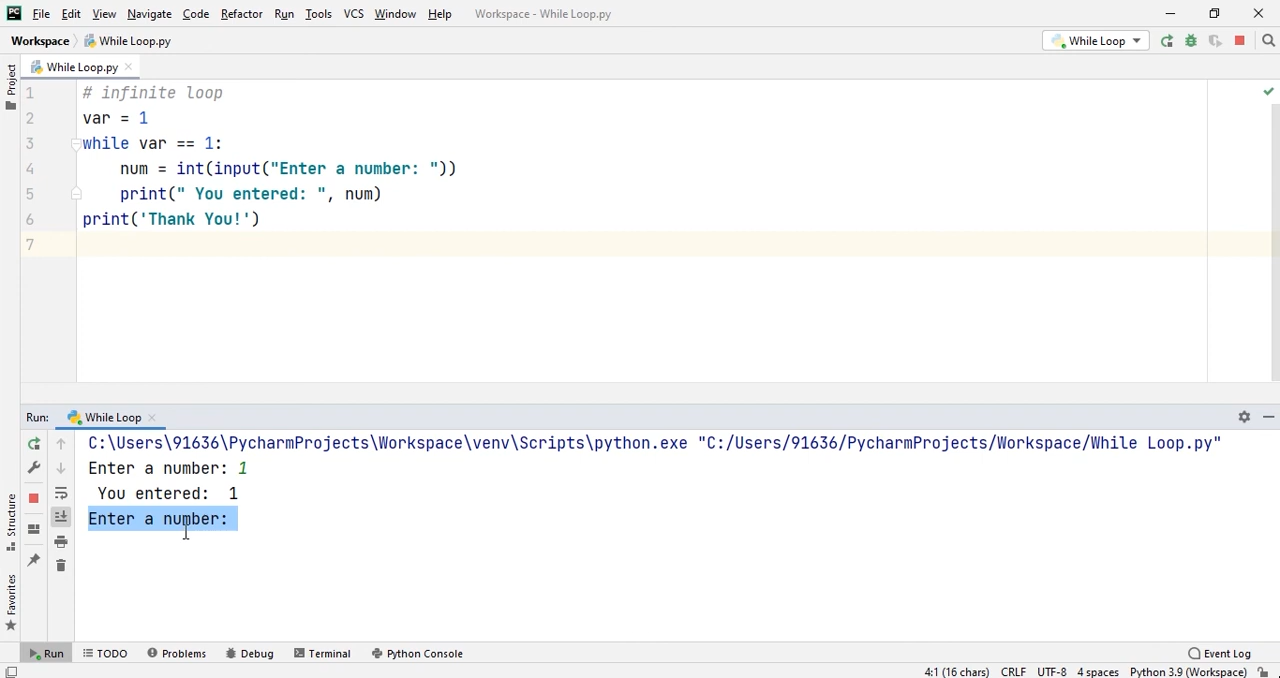 PC File Edit View Navigate Code Refactor Run Tools VCS Window Help Workspace - While Loop.py
Workspace While Loop.py While Loop
Project
While Loop.py
1 # infinite loop
2 var = 1
3 while var == 1:
4 num = int(input("Enter a number: "))
5 print(" You entered: ", num)
6 print('Thank You!')
7
Run: While Loop
C:\Users\91636\PycharmProjects\Workspace\venv\Scripts\python.exe "C:/Users/91636/PycharmProjects/Workspace/While Loop.py"
Enter a number: 1
You entered: 1
Enter a number:
Structure
Favorites
Run TODO Problems Debug Terminal Python Console Event Log
4:1 (16 chars) CRLF UTF-8 4 spaces Python 3.9 (Workspace)